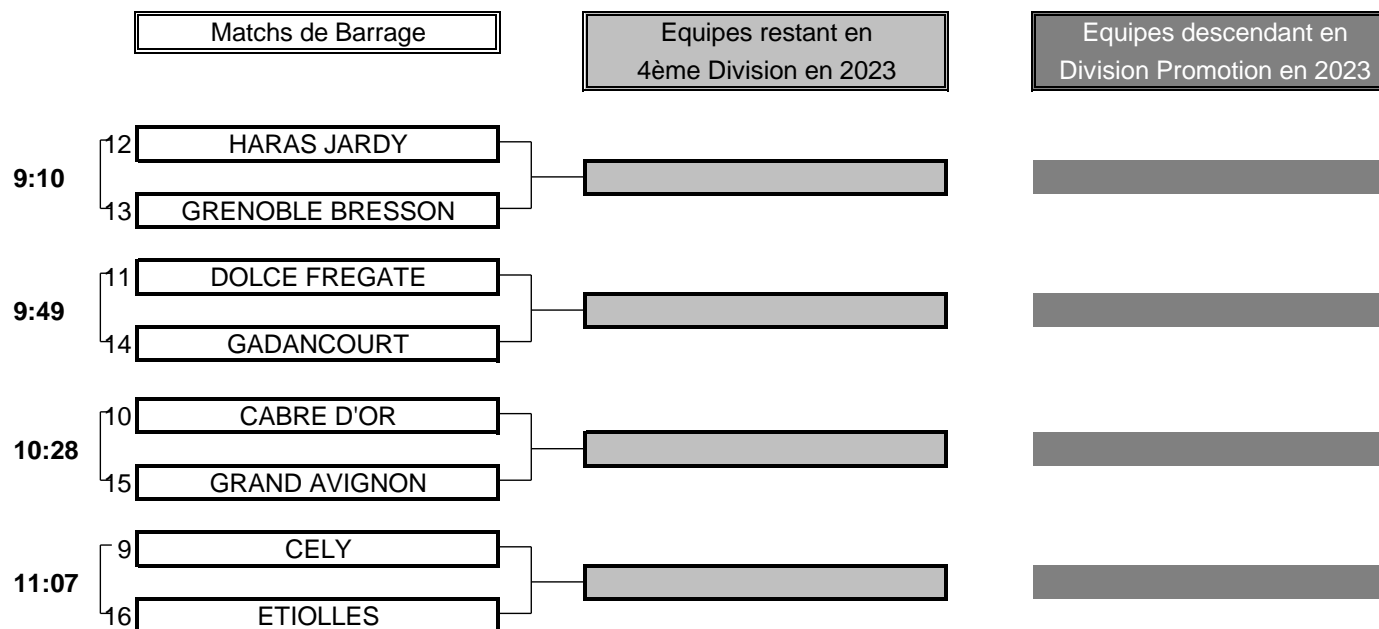 Matchs de Barrage
Equipes restant en
4ème Division en 2023
Equipes descendant en
Division Promotion en 2023
12 HARAS JARDY
9:10
13 GRENOBLE BRESSON
11 DOLCE FREGATE
9:49
14 GADANCOURT
10 CABRE D'OR
10:28
15 GRAND AVIGNON
9 CELY
11:07
16 ETIOLLES